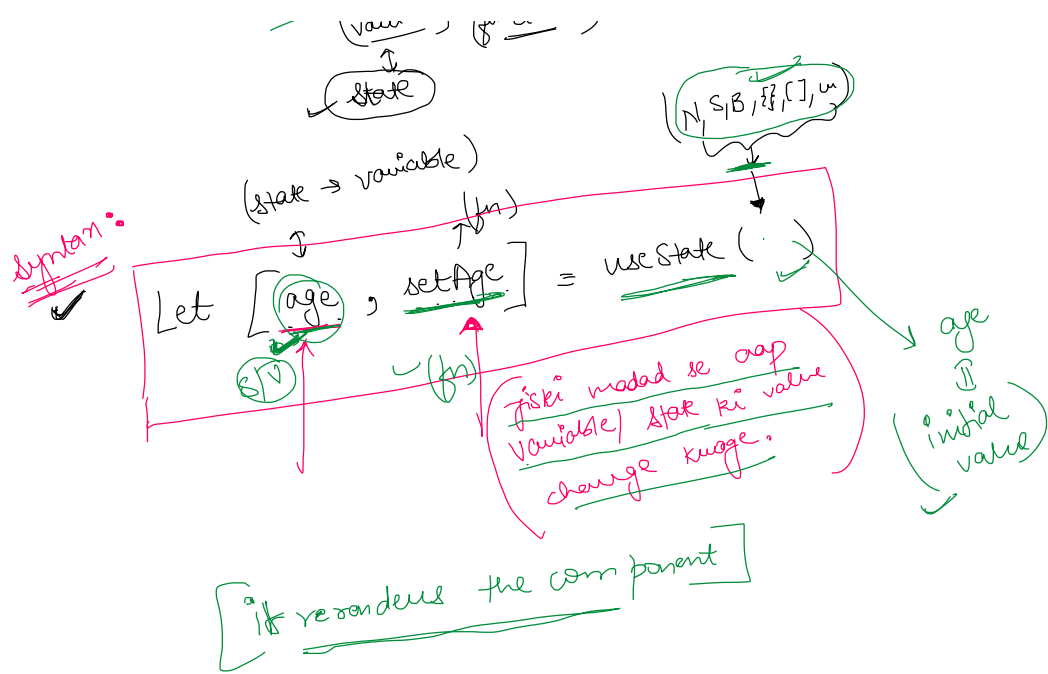 state
N, S, B, {}, [],
(state → variable)
(fn)
syntax:
Let [age, setAge] = useState ( )
S/V
(fn)
jiski madad se aap
variable/ state ki value
change kroge.
age
initial
value
[it rerenders the component]